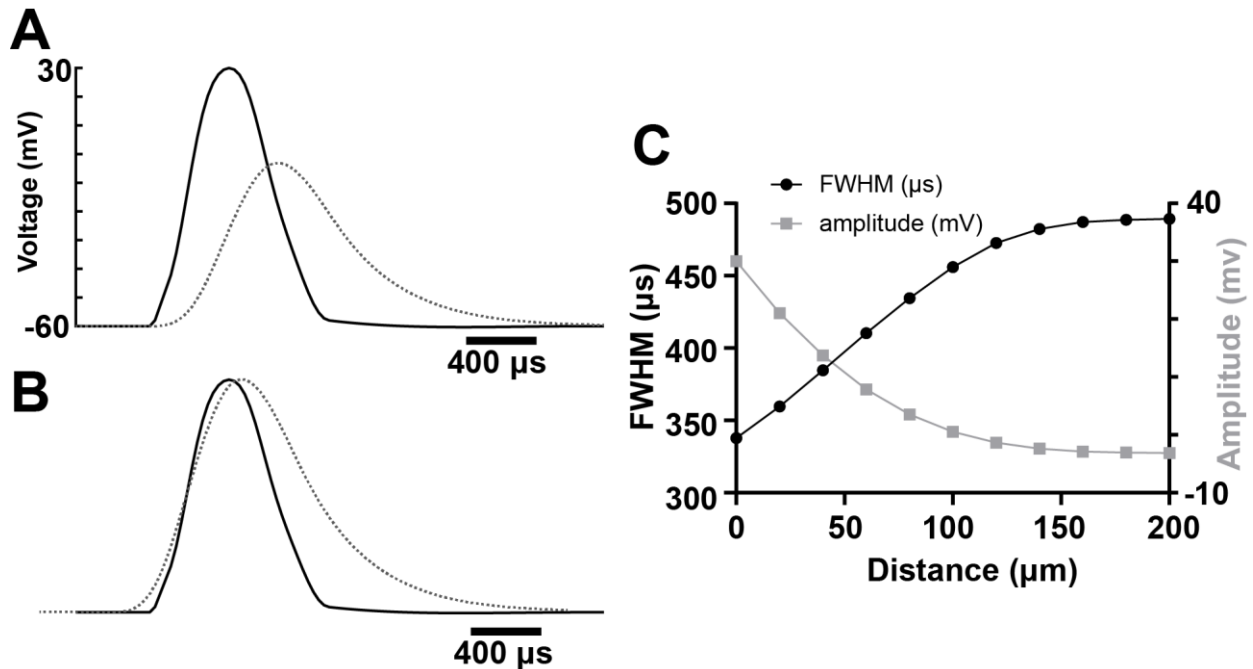 A
30
Voltage (mV)
-60
400 µs
B
400 µs
C
FWHM (µs)
amplitude (mV)
500
450
400
350
300
FWHM (µs)
40
-10
Amplitude (mv)
0
50
100
150
200
Distance (µm)